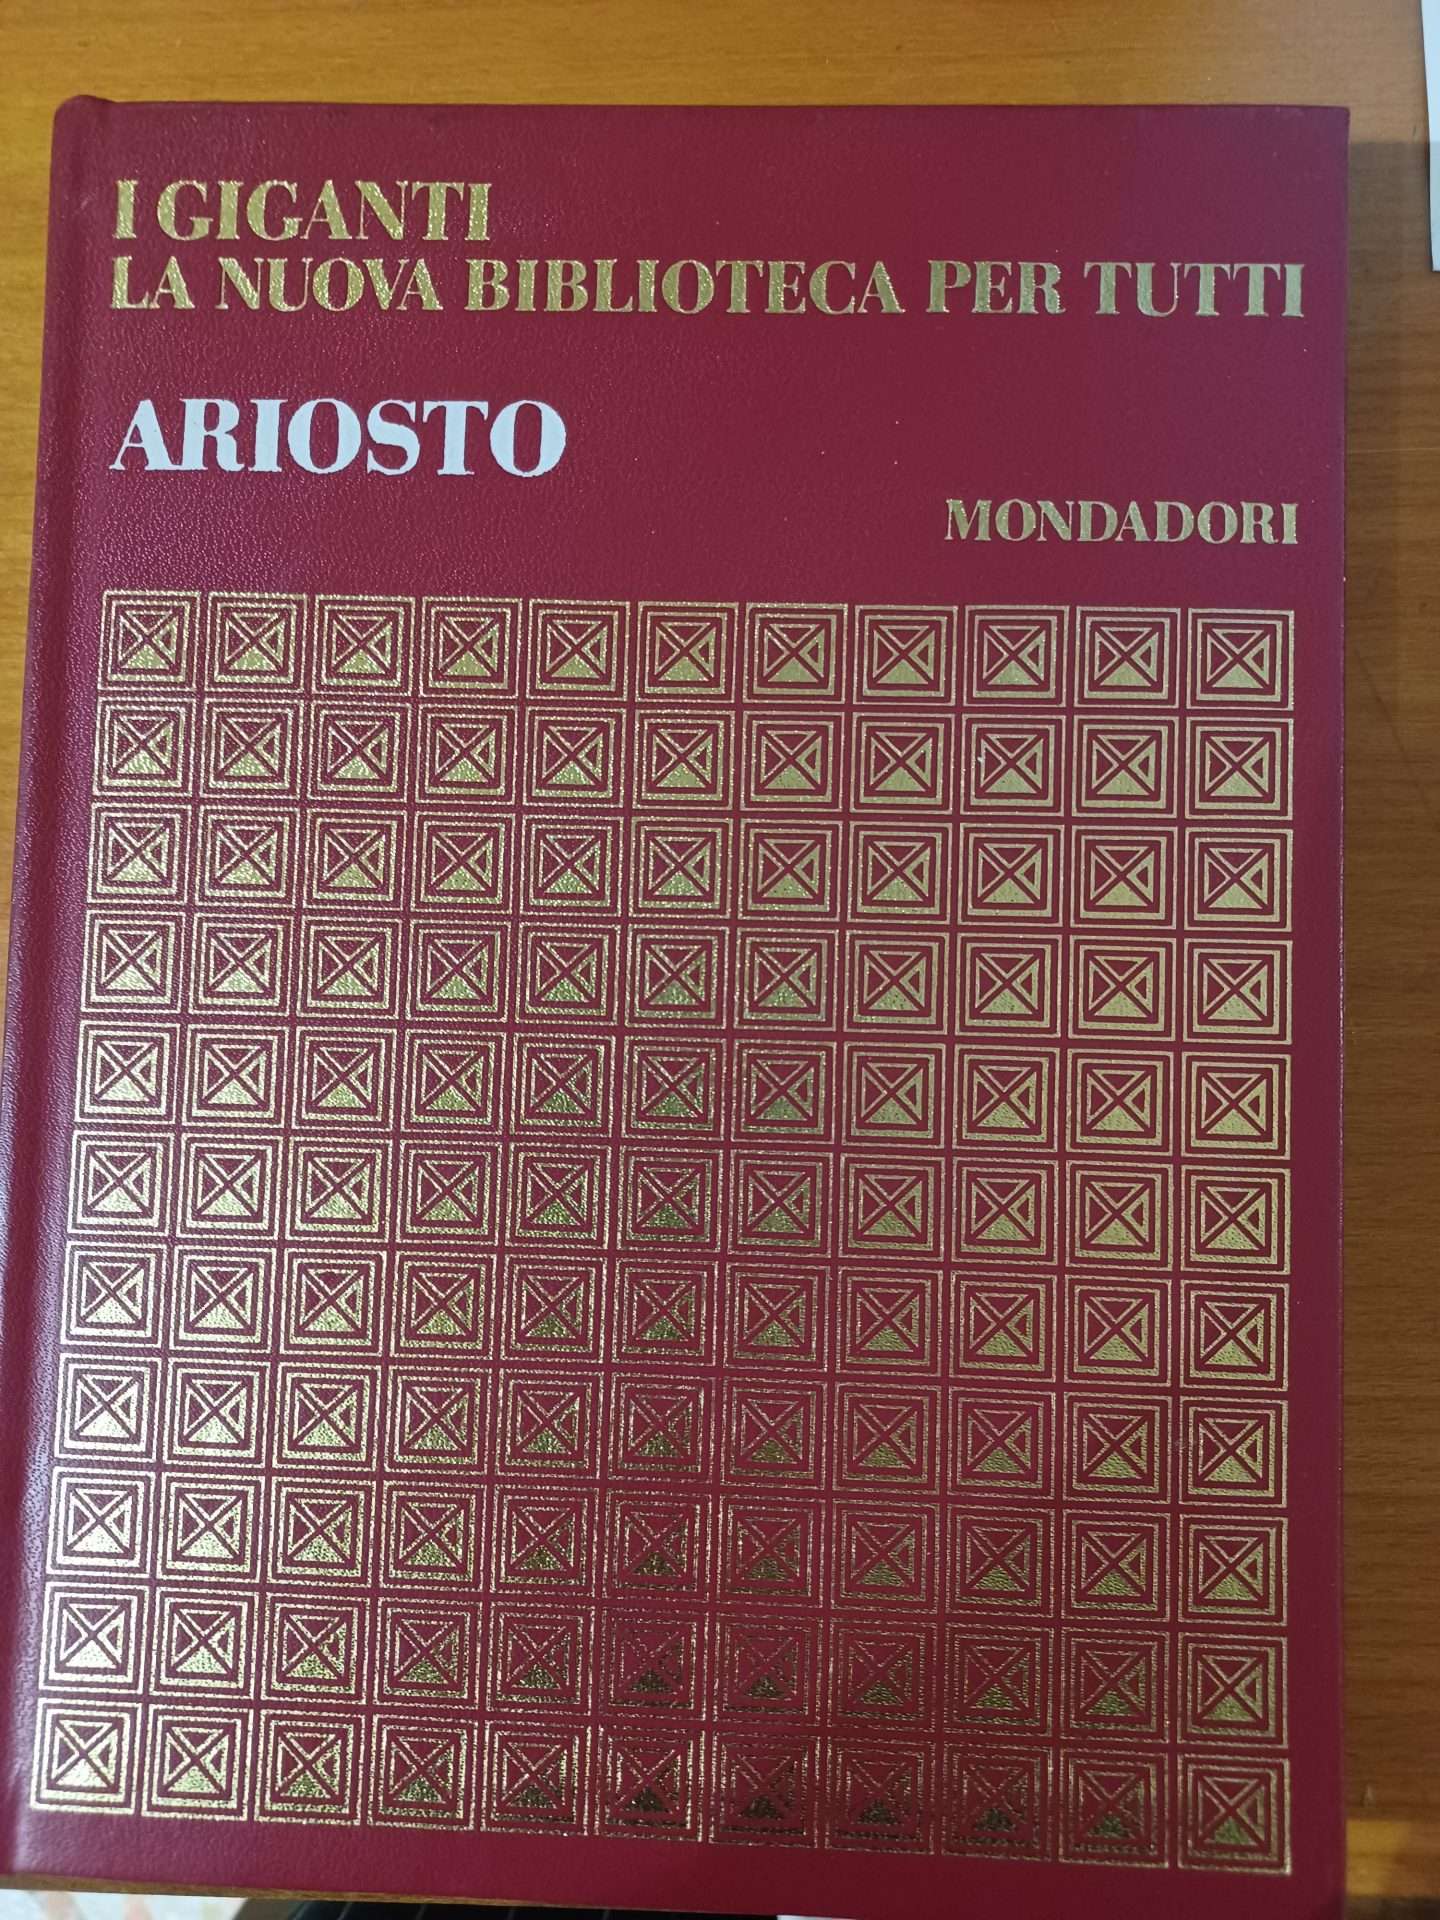 I GIGANTI
LA NUOVA BIBLIOTECA PER TUTTI
ARIOSTO
MONDADORI